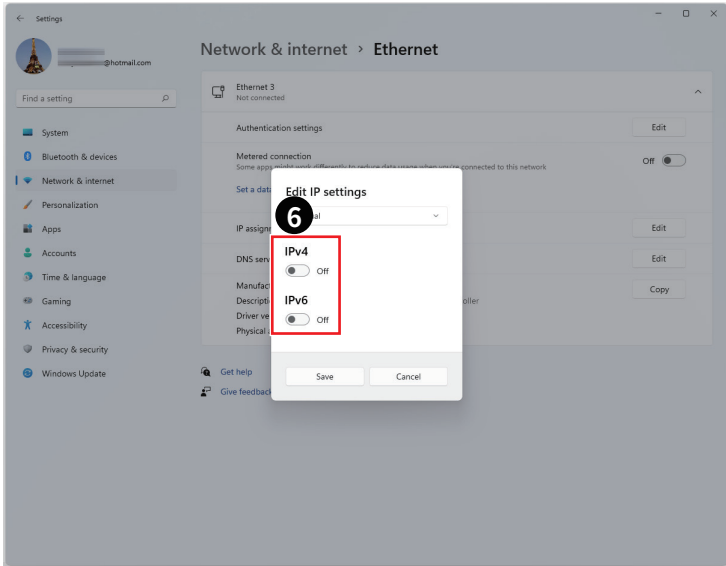 Settings
@hotmail.com
Find a setting
System
Bluetooth & devices
Network & internet
Personalization
Apps
Accounts
Time & language
Gaming
Accessibility
Privacy & security
Windows Update
Network & internet > Ethernet
Ethernet 3
Not connected
Authentication settings
Edit
Metered connection
Some apps might work differently to reduce data usage when you're connected to this network
Off
Set a data
IP assign
Edit
DNS serv
Edit
Manufac
Copy
Descripti
oller
Driver ve
Physical
Get help
Give feedback
Edit IP settings
6
al
IPv4
Off
IPv6
Off
Save
Cancel